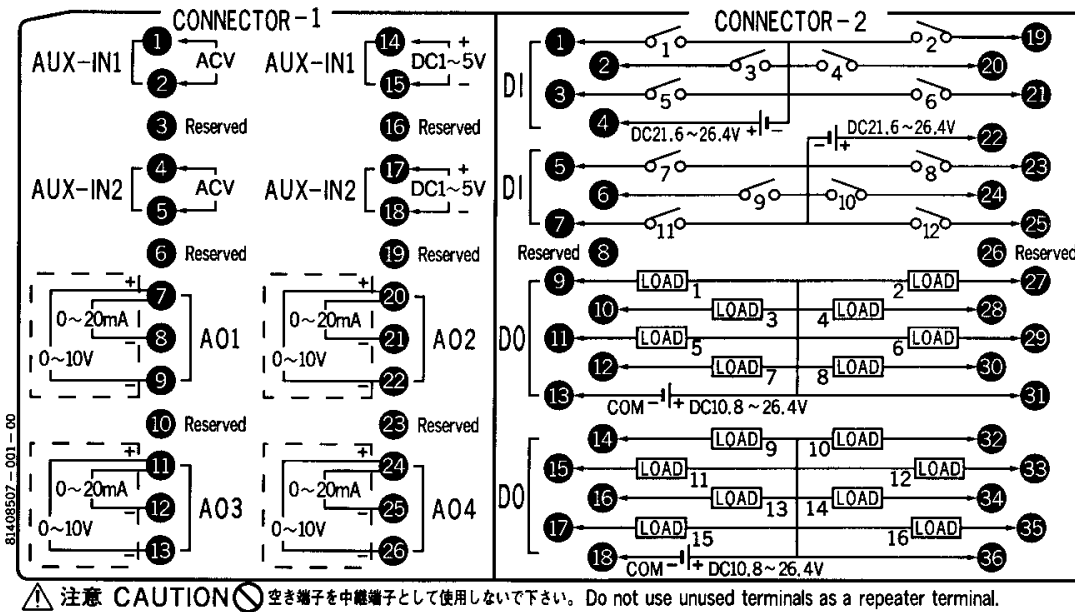 CONNECTOR-1
AUX-IN1
1
ACV
2
3 Reserved
AUX-IN2
4
ACV
5
6 Reserved
+
7
0~20mA
8
-
AO1
0~10V
9
-
10 Reserved
+
11
0~20mA
12
-
AO3
0~10V
13
-
AUX-IN1
14 +
DC1~5V
15 -
16 Reserved
AUX-IN2
17 +
DC1~5V
18 -
19 Reserved
20
0~20mA
21
-
AO2
0~10V
22
-
23 Reserved
+
24
0~20mA
25
-
AO4
0~10V
26
-
CONNECTOR-2
DI
1 1 2 19
2 3 4 20
3 5 6 21
4 DC21.6~26.4V + -
- + DC21.6~26.4V 22
DI
5 7 8 23
6 9 10 24
7 11 12 25
Reserved 8 26 Reserved
DO
9 LOAD 1 2 LOAD 27
10 LOAD 3 4 LOAD 28
11 LOAD 5 6 LOAD 29
12 LOAD 7 8 LOAD 30
13 COM - + DC10.8~26.4V 31
DO
14 LOAD 9 10 LOAD 32
15 LOAD 11 12 LOAD 33
16 LOAD 13 14 LOAD 34
17 LOAD 15 16 LOAD 35
18 COM - + DC10.8~26.4V 36
81408507-001-00
注意 CAUTION 空き端子を中継端子として使用しないで下さい。 Do not use unused terminals as a repeater terminal.